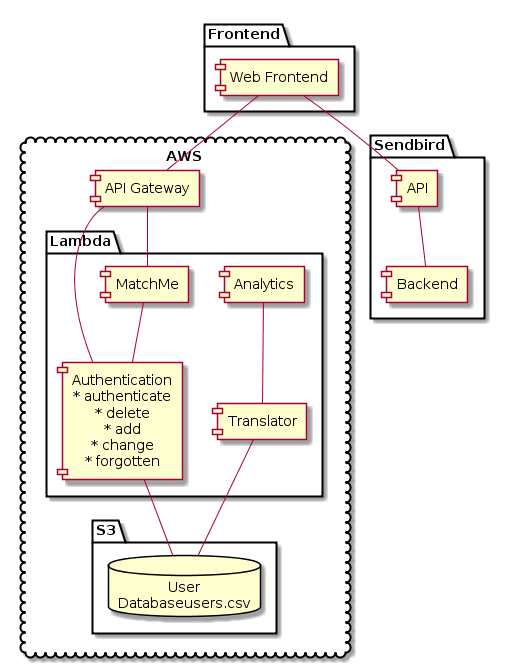 Frontend
Web Frontend
AWS
Sendbird
API Gateway
API
Lambda
MatchMe
Analytics
Backend
Authentication
* authenticate
* delete
* add
* change
* forgotten
Translator
S3
User
Databaseusers.csv